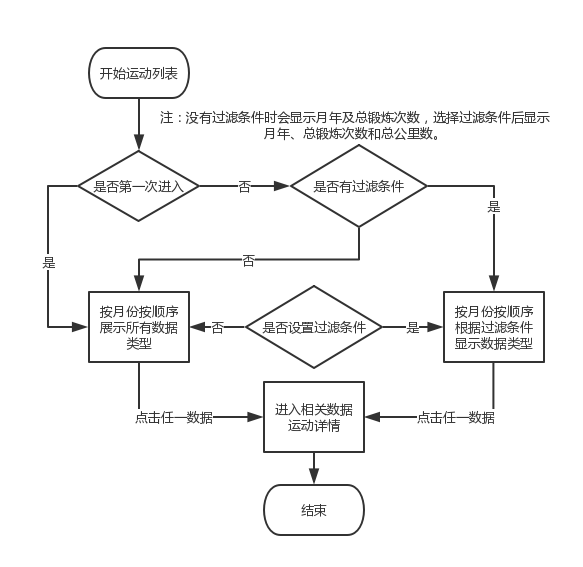 开始运动列表
注：没有过滤条件时会显示月年及总锻炼次数，选择过滤条件后显示
月年、总锻炼次数和总公里数。
是否第一次进入
否
是否有过滤条件
是
是
否
按月份按顺序
展示所有数据
类型
否
是否设置过滤条件
是
按月份按顺序
根据过滤条件
显示数据类型
点击任一数据
进入相关数据
运动详情
点击任一数据
结束